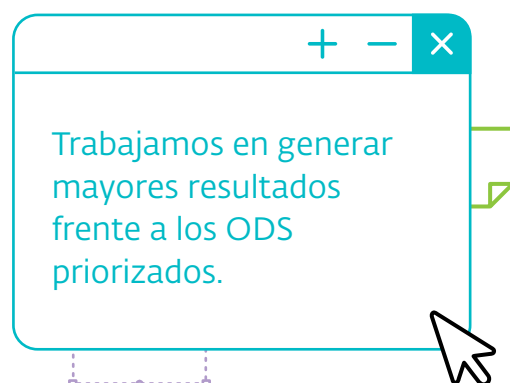 Trabajamos en generar
mayores resultados
frente a los ODS
priorizados.